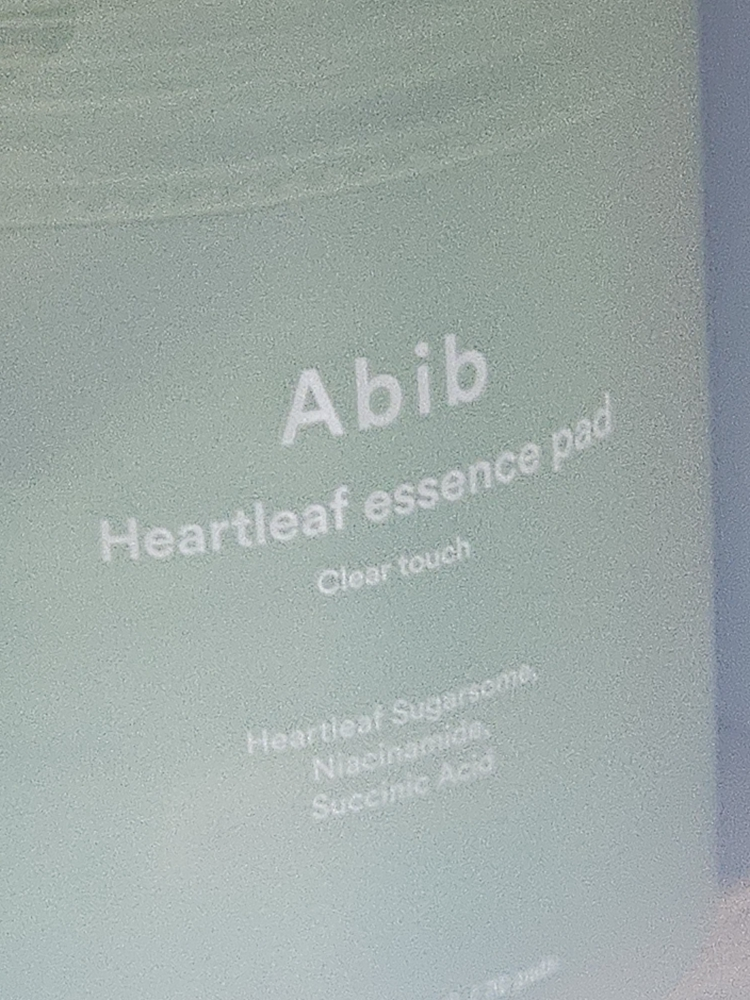 Abib
Heartleaf essence pad
Clear touch
Heartleaf Sugarsome,
Niacinamide,
Succinic Acid